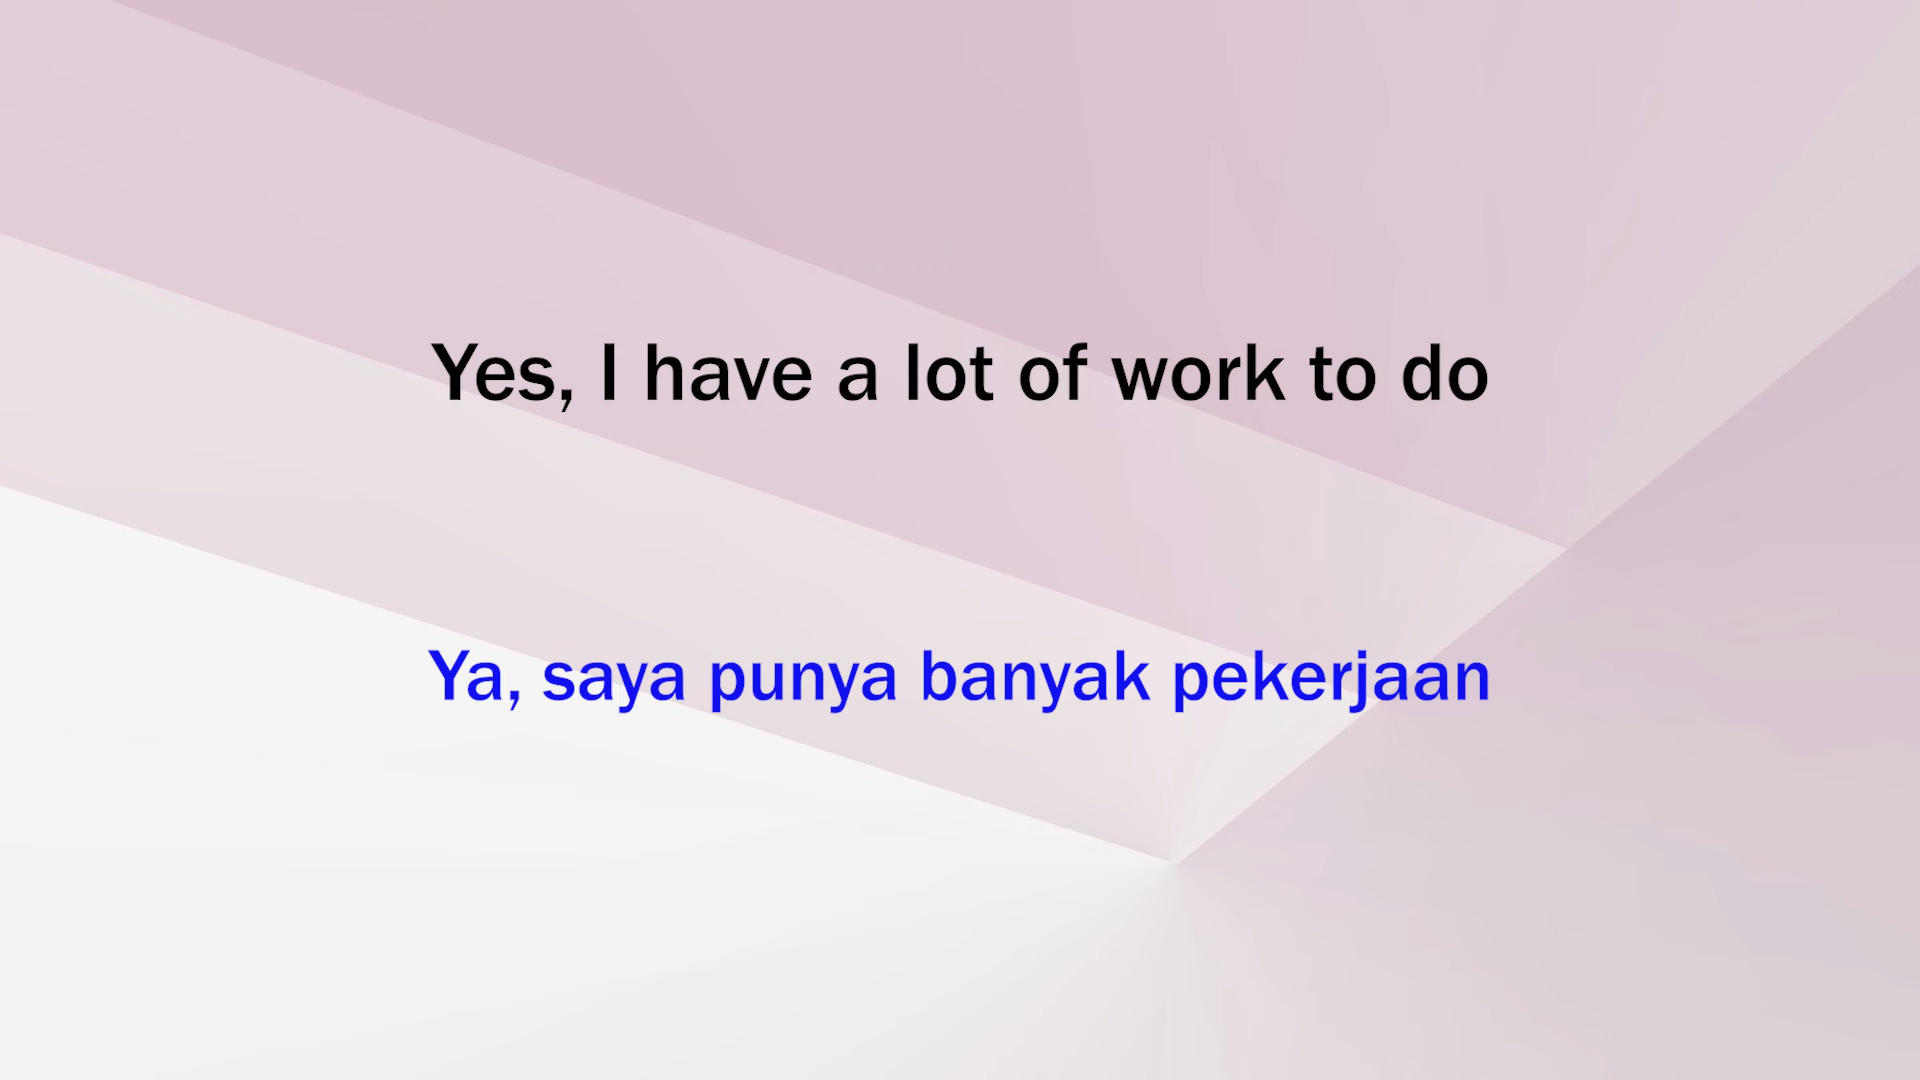 Yes, I have a lot of work to do
Ya, saya punya banyak pekerjaan